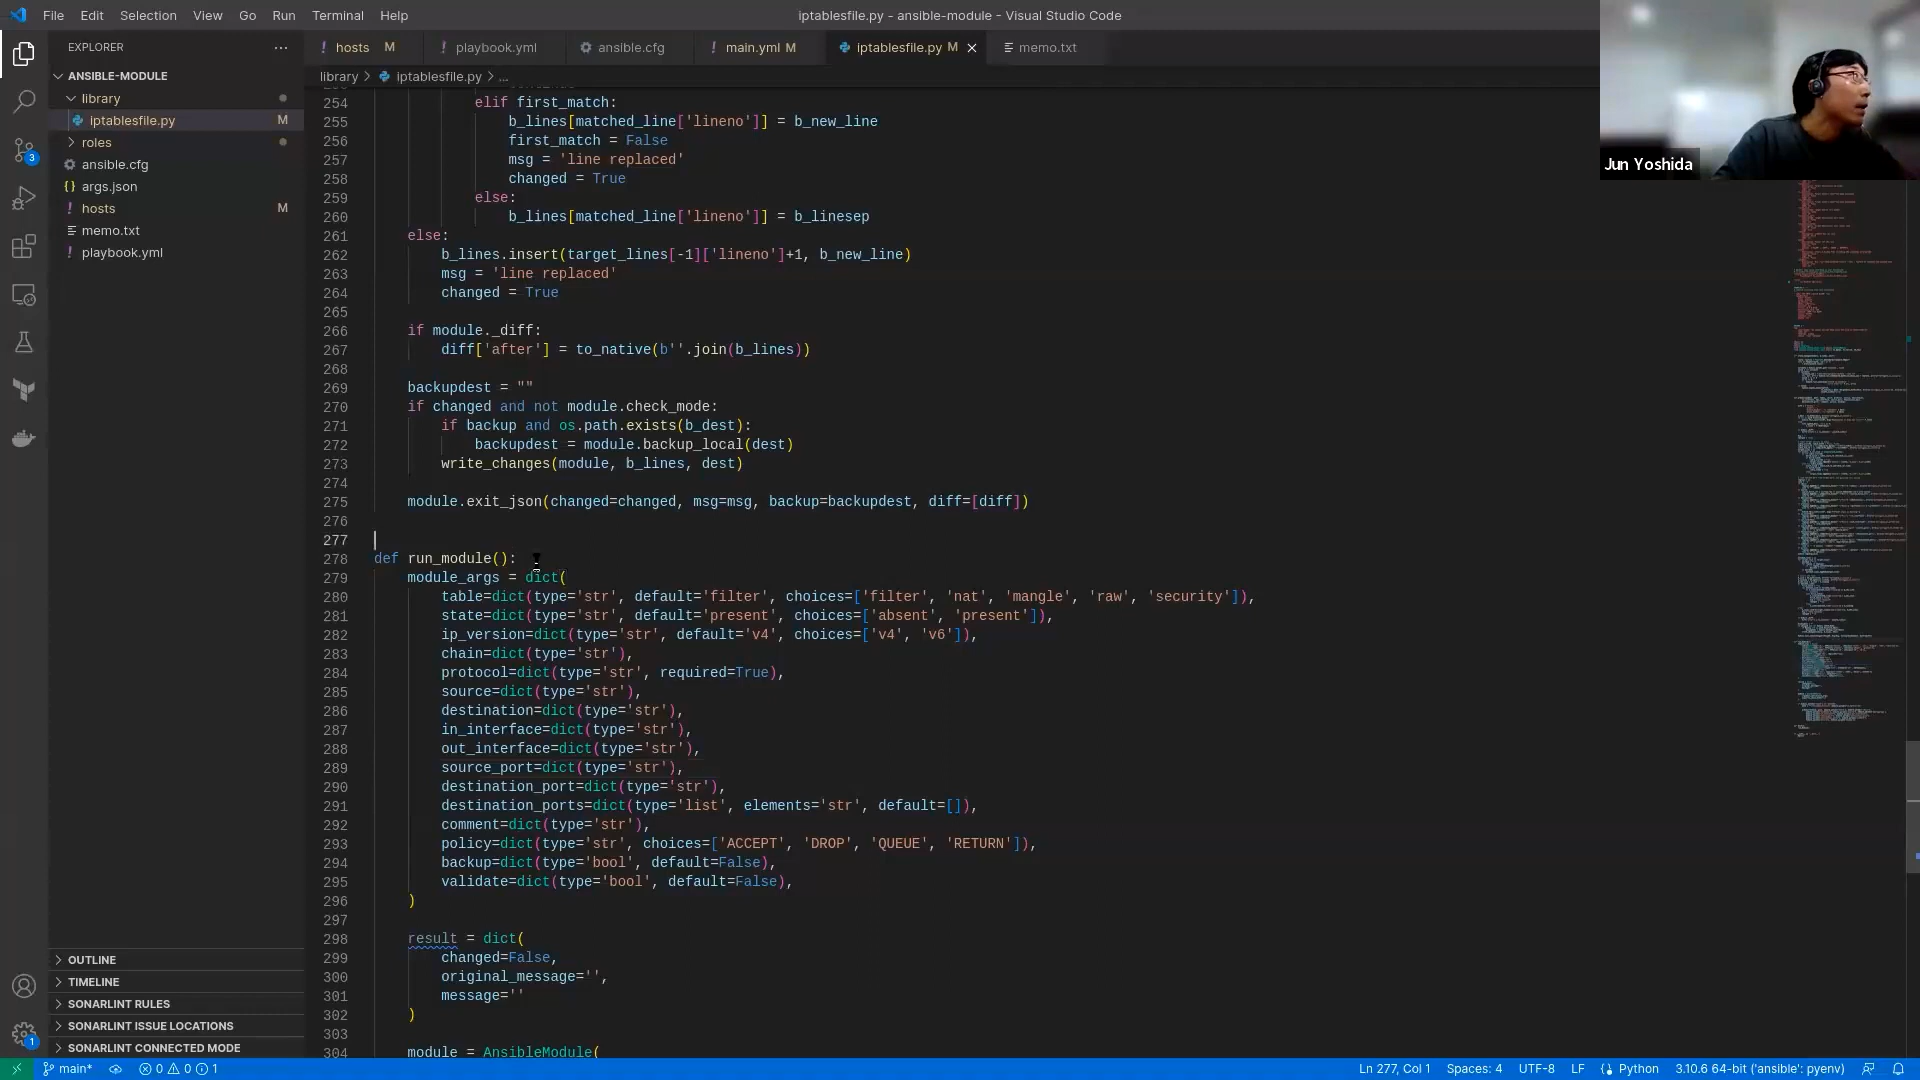 File Edit Selection View Go Run Terminal Help
iptablesfile.py - ansible-module - Visual Studio Code
EXPLORER
ANSIBLE-MODULE
library
iptablesfile.py M
roles
ansible.cfg
args.json
hosts M
memo.txt
playbook.yml
OUTLINE
TIMELINE
SONARLINT RULES
SONARLINT ISSUE LOCATIONS
SONARLINT CONNECTED MODE
3
1
hosts M
playbook.yml
ansible.cfg
main.yml M
iptablesfile.py M
memo.txt
library > iptablesfile.py > ...
254 elif first_match:
255 b_lines[matched_line['lineno']] = b_new_line
256 first_match = False
257 msg = 'line replaced'
258 changed = True
259 else:
260 b_lines[matched_line['lineno']] = b_linesep
261 else:
262 b_lines.insert(target_lines[-1]['lineno']+1, b_new_line)
263 msg = 'line replaced'
264 changed = True
265
266 if module._diff:
267 diff['after'] = to_native(b''.join(b_lines))
268
269 backupdest = ""
270 if changed and not module.check_mode:
271 if backup and os.path.exists(b_dest):
272 backupdest = module.backup_local(dest)
273 write_changes(module, b_lines, dest)
274
275 module.exit_json(changed=changed, msg=msg, backup=backupdest, diff=[diff])
276
277
278 def run_module():
279 module_args = dict(
280 table=dict(type='str', default='filter', choices=['filter', 'nat', 'mangle', 'raw', 'security']),
281 state=dict(type='str', default='present', choices=['absent', 'present']),
282 ip_version=dict(type='str', default='v4', choices=['v4', 'v6']),
283 chain=dict(type='str'),
284 protocol=dict(type='str', required=True),
285 source=dict(type='str'),
286 destination=dict(type='str'),
287 in_interface=dict(type='str'),
288 out_interface=dict(type='str'),
289 source_port=dict(type='str'),
290 destination_port=dict(type='str'),
291 destination_ports=dict(type='list', elements='str', default=[]),
292 comment=dict(type='str'),
293 policy=dict(type='str', choices=['ACCEPT', 'DROP', 'QUEUE', 'RETURN']),
294 backup=dict(type='bool', default=False),
295 validate=dict(type='bool', default=False),
296 )
297
298 result = dict(
299 changed=False,
300 original_message='',
301 message=''
302 )
303
304 module = AnsibleModule(
Jun Yoshida
main* 0 0 1
Ln 277, Col 1 Spaces: 4 UTF-8 LF Python 3.10.6 64-bit ('ansible': pyenv)